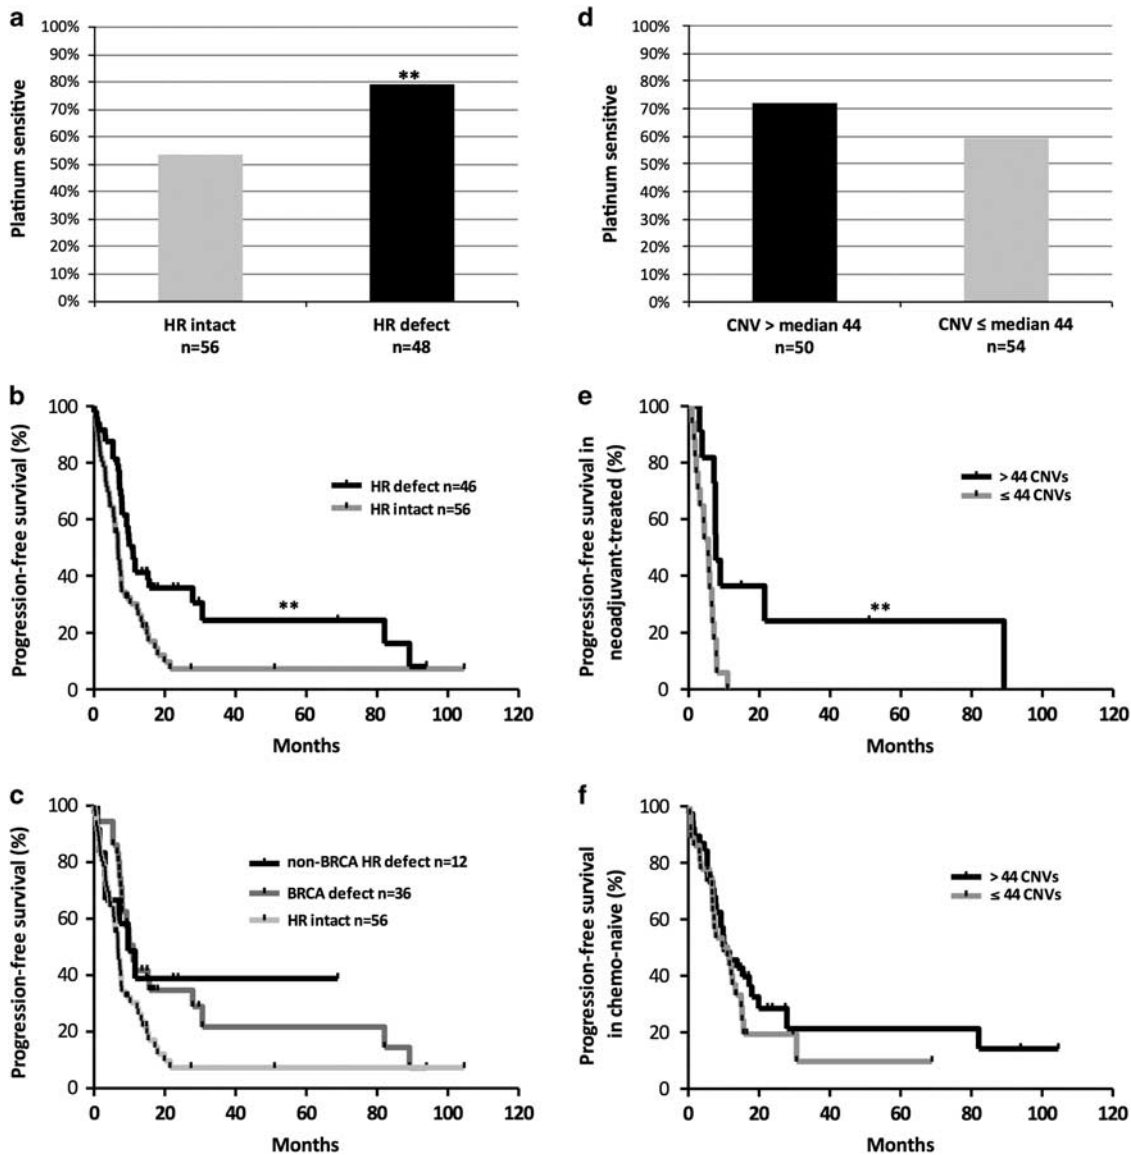 a
Platinum sensitive
100%
90%
80%
70%
60%
50%
40%
30%
20%
10%
0%
**
HR intact
n=56
HR defect
n=48
d
Platinum sensitive
100%
90%
80%
70%
60%
50%
40%
30%
20%
10%
0%
CNV > median 44
n=50
CNV ≤ median 44
n=54
b
Progression-free survival (%)
100
80
60
40
20
0
HR defect n=46
HR intact n=56
**
0 20 40 60 80 100 120
Months
e
Progression-free survival in
neoadjuvant-treated (%)
100
80
60
40
20
0
> 44 CNVs
≤ 44 CNVs
**
0 20 40 60 80 100 120
Months
c
Progression-free survival (%)
100
80
60
40
20
0
non-BRCA HR defect n=12
BRCA defect n=36
HR intact n=56
0 20 40 60 80 100 120
Months
f
Progression-free survival
in chemo-naive (%)
100
80
60
40
20
0
> 44 CNVs
≤ 44 CNVs
0 20 40 60 80 100 120
Months